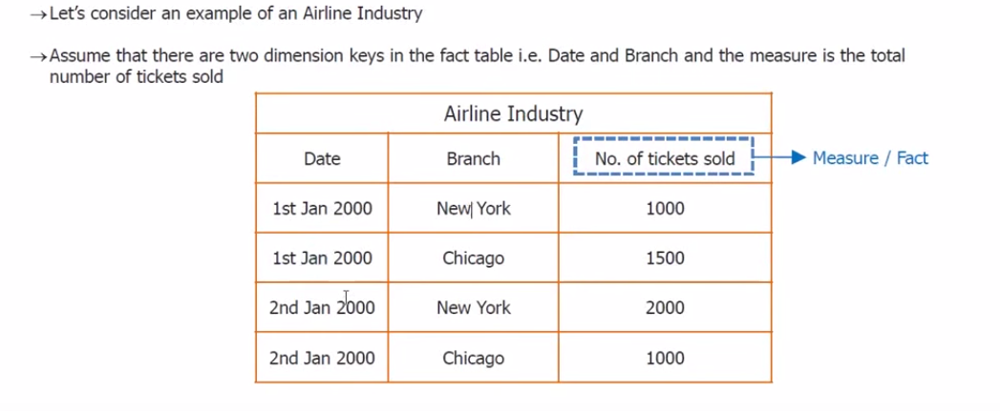 →Let's consider an example of an Airline Industry
→Assume that there are two dimension keys in the fact table i.e. Date and Branch and the measure is the total
number of tickets sold
Airline Industry
Date Branch No. of tickets sold Measure / Fact
1st Jan 2000 New York 1000
1st Jan 2000 Chicago 1500
2nd Jan 2000 New York 2000
2nd Jan 2000 Chicago 1000